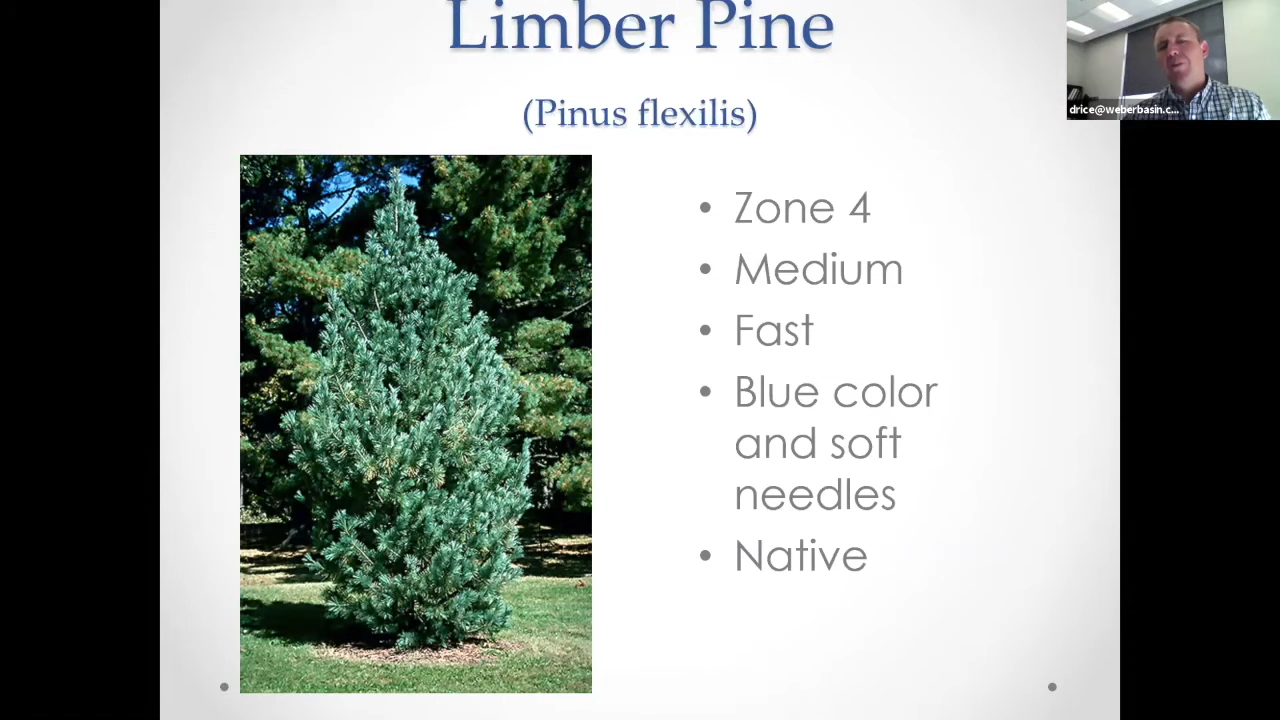 Limber Pine
(Pinus flexilis)
drice@weberbasin.c...
• Zone 4
• Medium
• Fast
• Blue color
and soft
needles
• Native